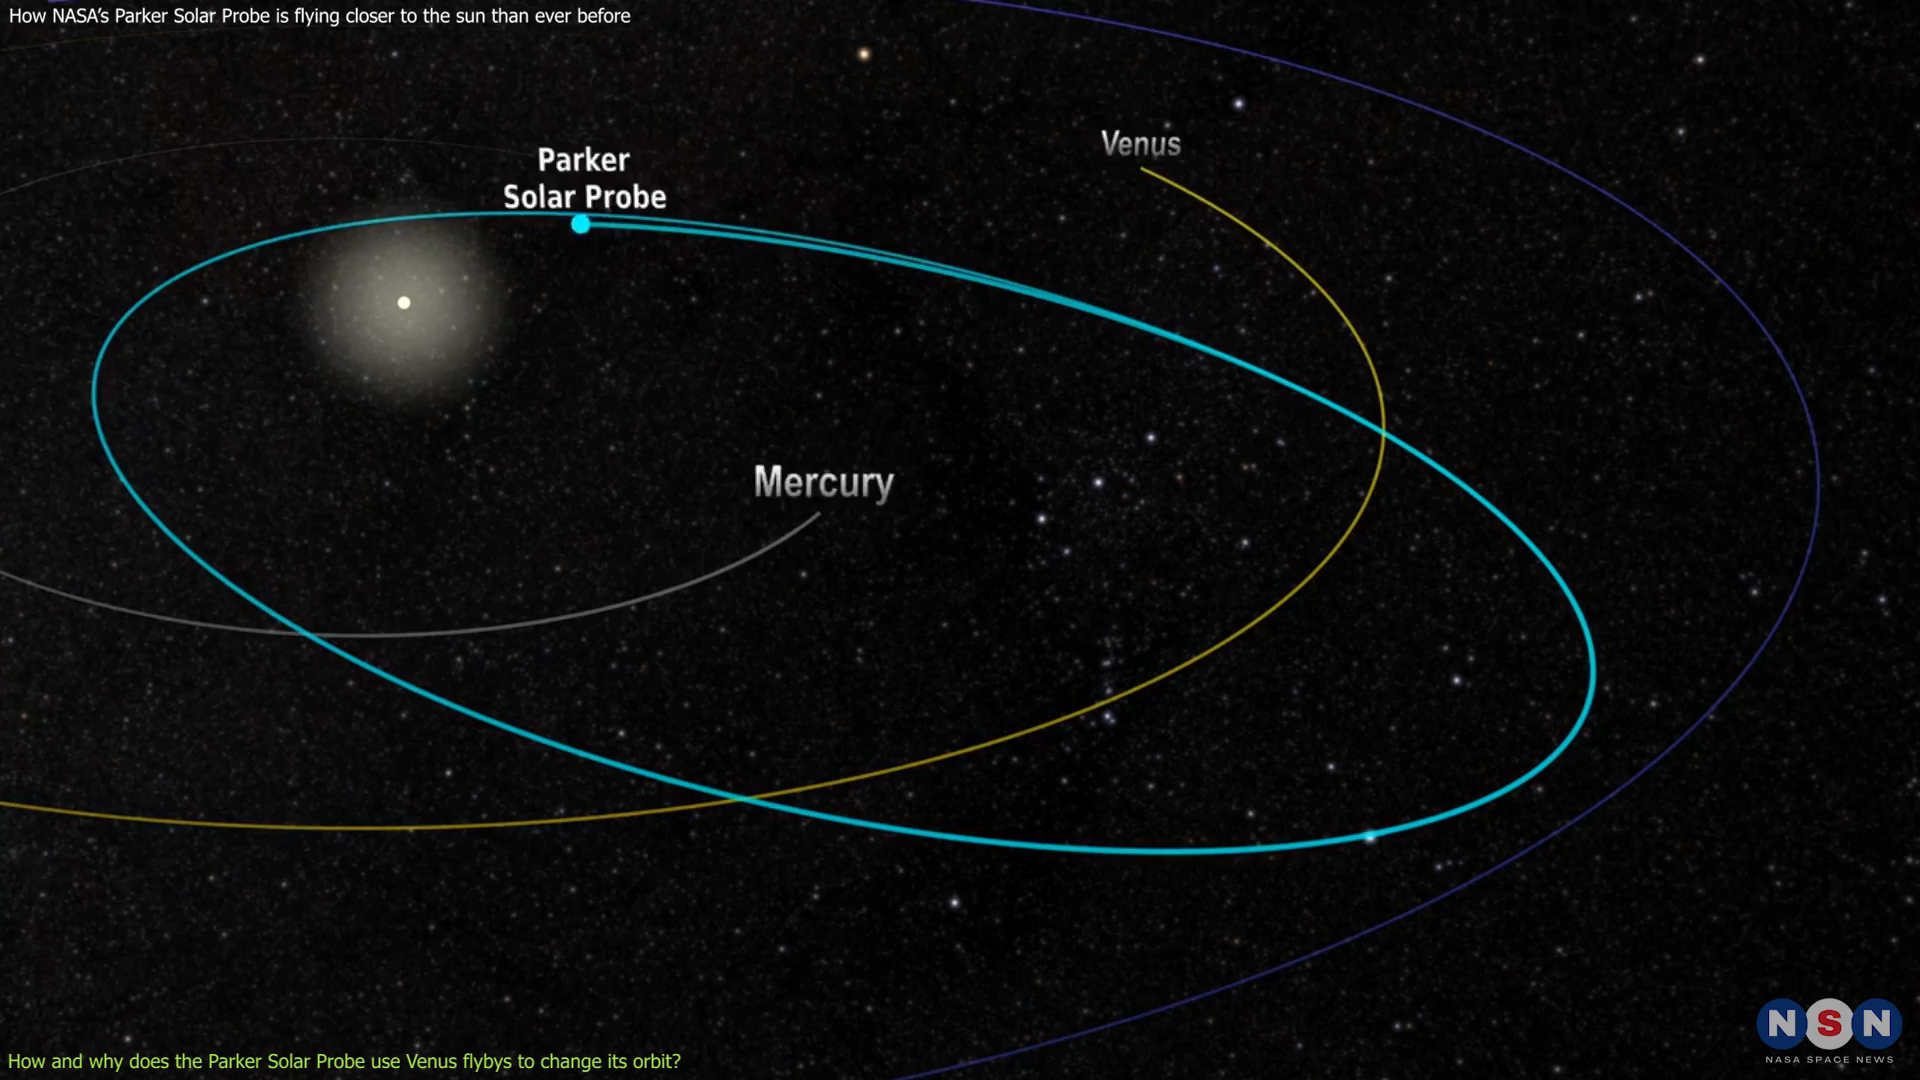 How NASA’s Parker Solar Probe is flying closer to the sun than ever before
Parker
Solar Probe
Venus
Mercury
NSN
NASA SPACE NEWS
How and why does the Parker Solar Probe use Venus flybys to change its orbit?